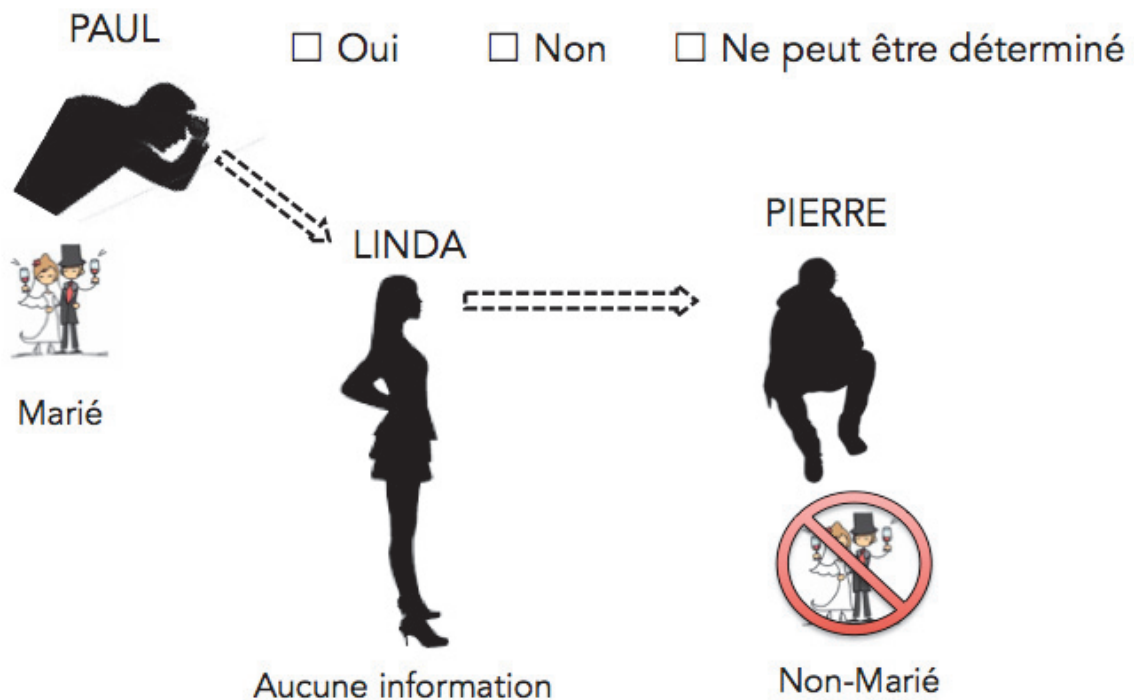 PAUL
☐ Oui ☐ Non ☐ Ne peut être déterminé
LINDA
PIERRE
Marié
Aucune information
Non-Marié